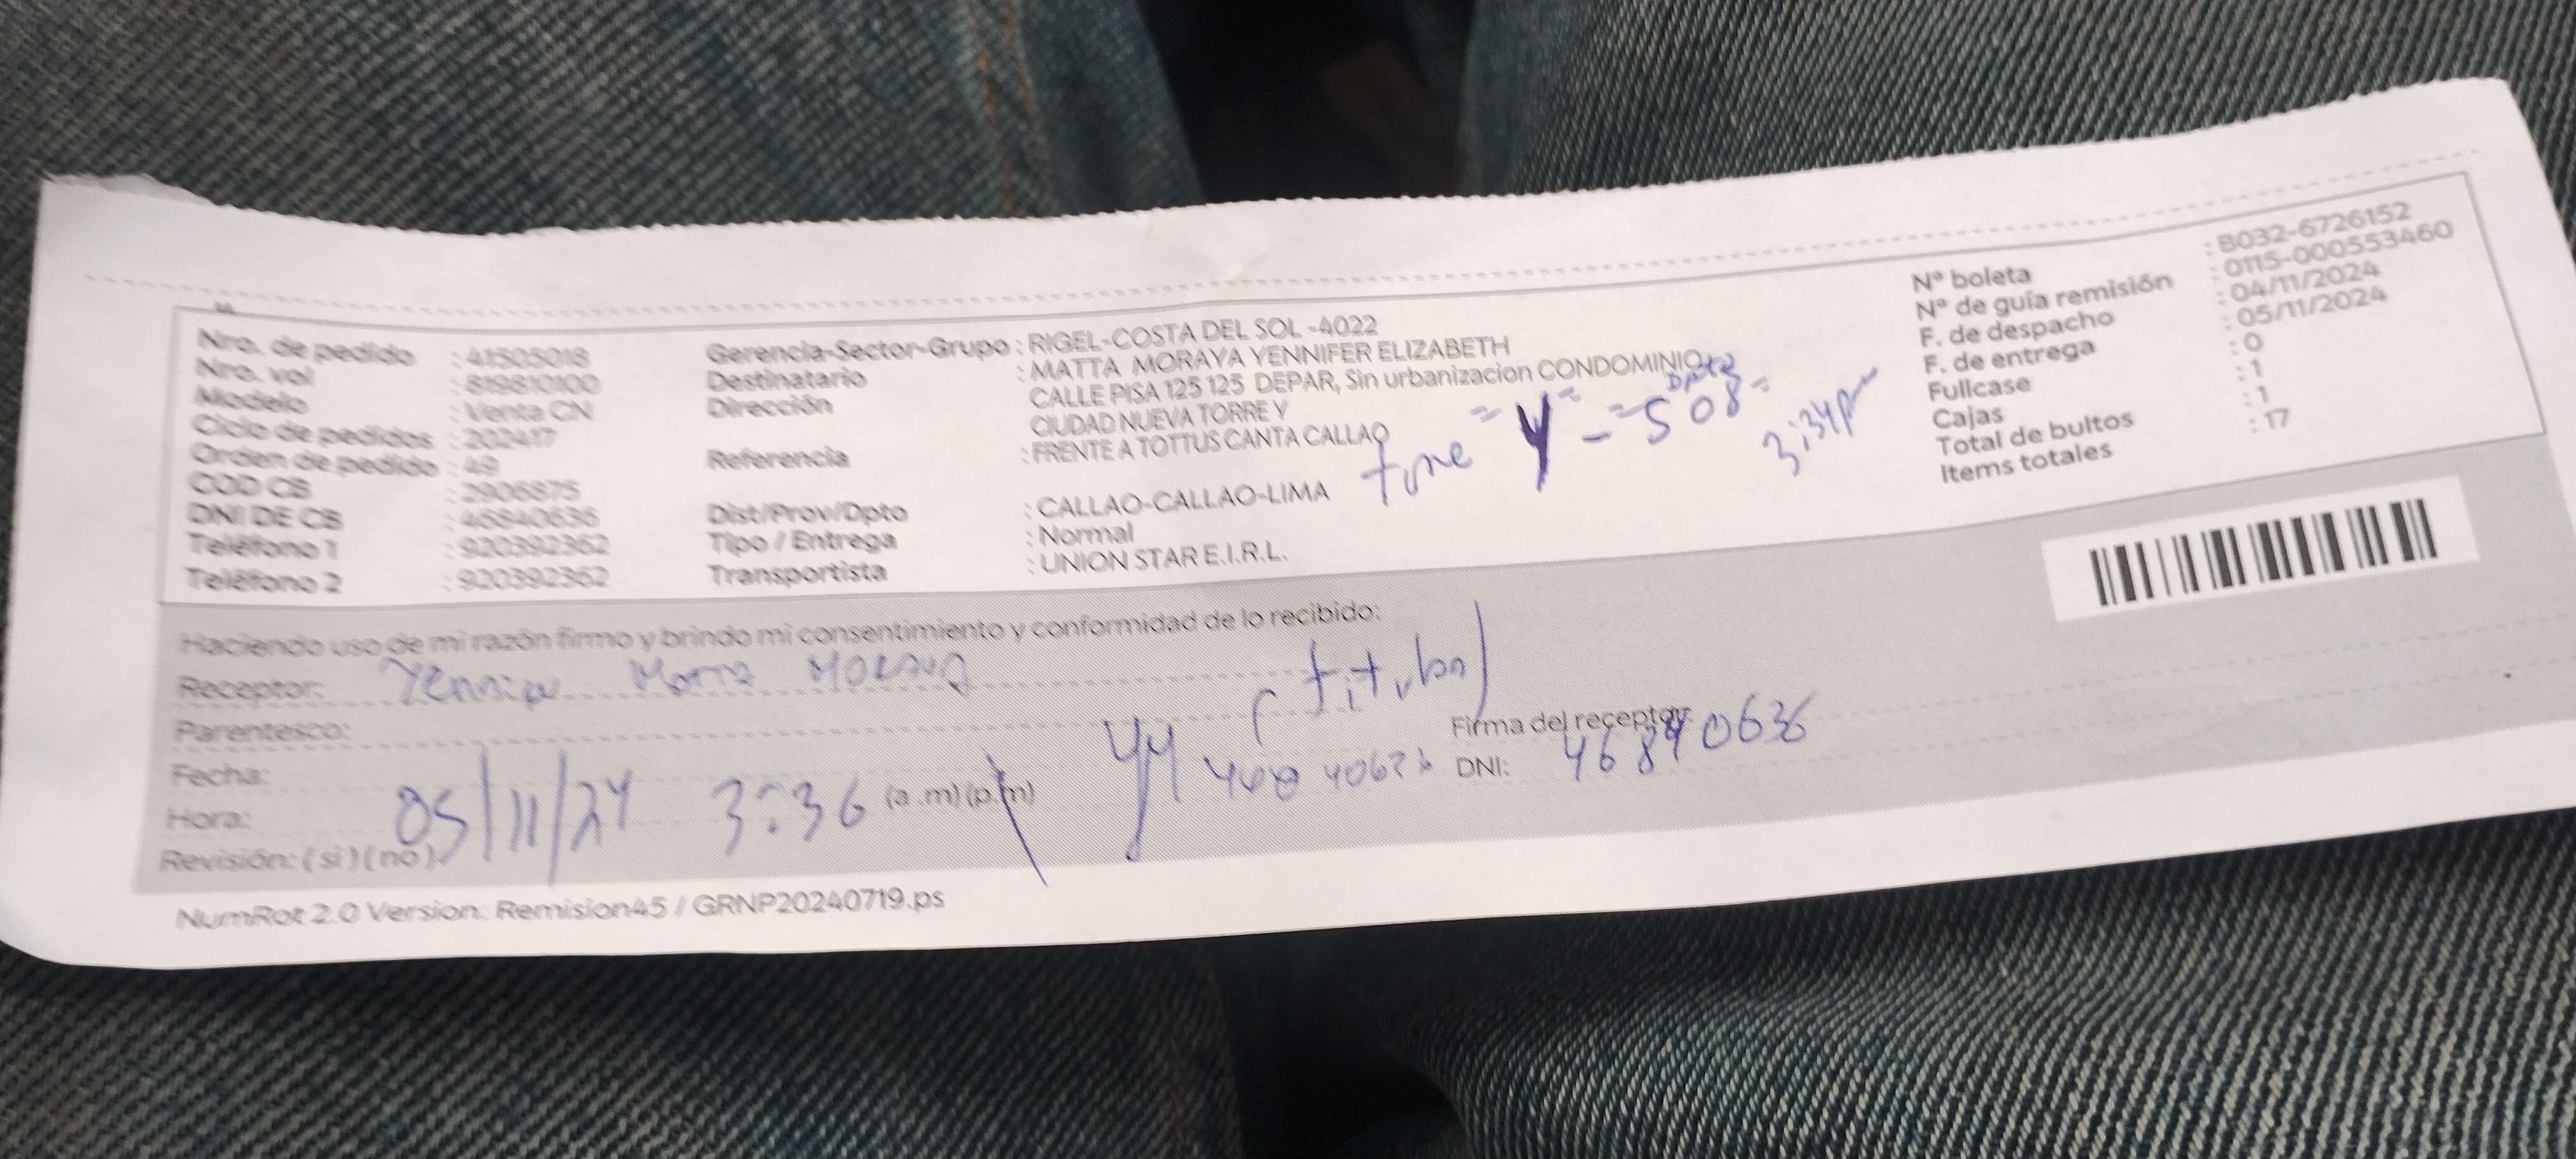 Nro. de pedido : 41505018
Nro. vol : 819810100
Modelo : Venta CN
Ciclo de pedidos : 202417
Orden de pedido : 49
COD CB : 2906875
DNI DE CB : 46840636
Teléfono 1 : 920392362
Teléfono 2 : 920392362
Gerencia-Sector-Grupo : RIGEL-COSTA DEL SOL -4022
Destinatario : MATTA MORAYA YENNIFER ELIZABETH
Dirección CALLE PISA 125 125 DEPAR, Sin urbanizacion CONDOMINIO
CIUDAD NUEVA TORRE Y
Referencia : FRENTE A TOTTUS CANTA CALLAO
Dist/Prov/Dpto : CALLAO-CALLAO-LIMA
Tipo / Entrega : Normal
Transportista : UNION STAR E.I.R.L.
Dpto
"Y" - "508"
3:34p
Nº boleta : B032-6726152
Nº de guía remisión : 0115-000553460
F. de despacho : 04/11/2024
F. de entrega : 05/11/2024
Fullcase : 0
Cajas : 1
Total de bultos : 1
Items totales : 17
Haciendo uso de mi razón firmo y brindo mi consentimiento y conformidad de lo recibido:
Receptor:
Parentesco:
Fecha: 05/11/24
Hora: 3:36 (a .m) (p.m)
Revisión: ( si ) ( no )
Firma del receptor:
DNI: 46840636
NumRot 2.0 Version: Remision45 / GRNP20240719.ps